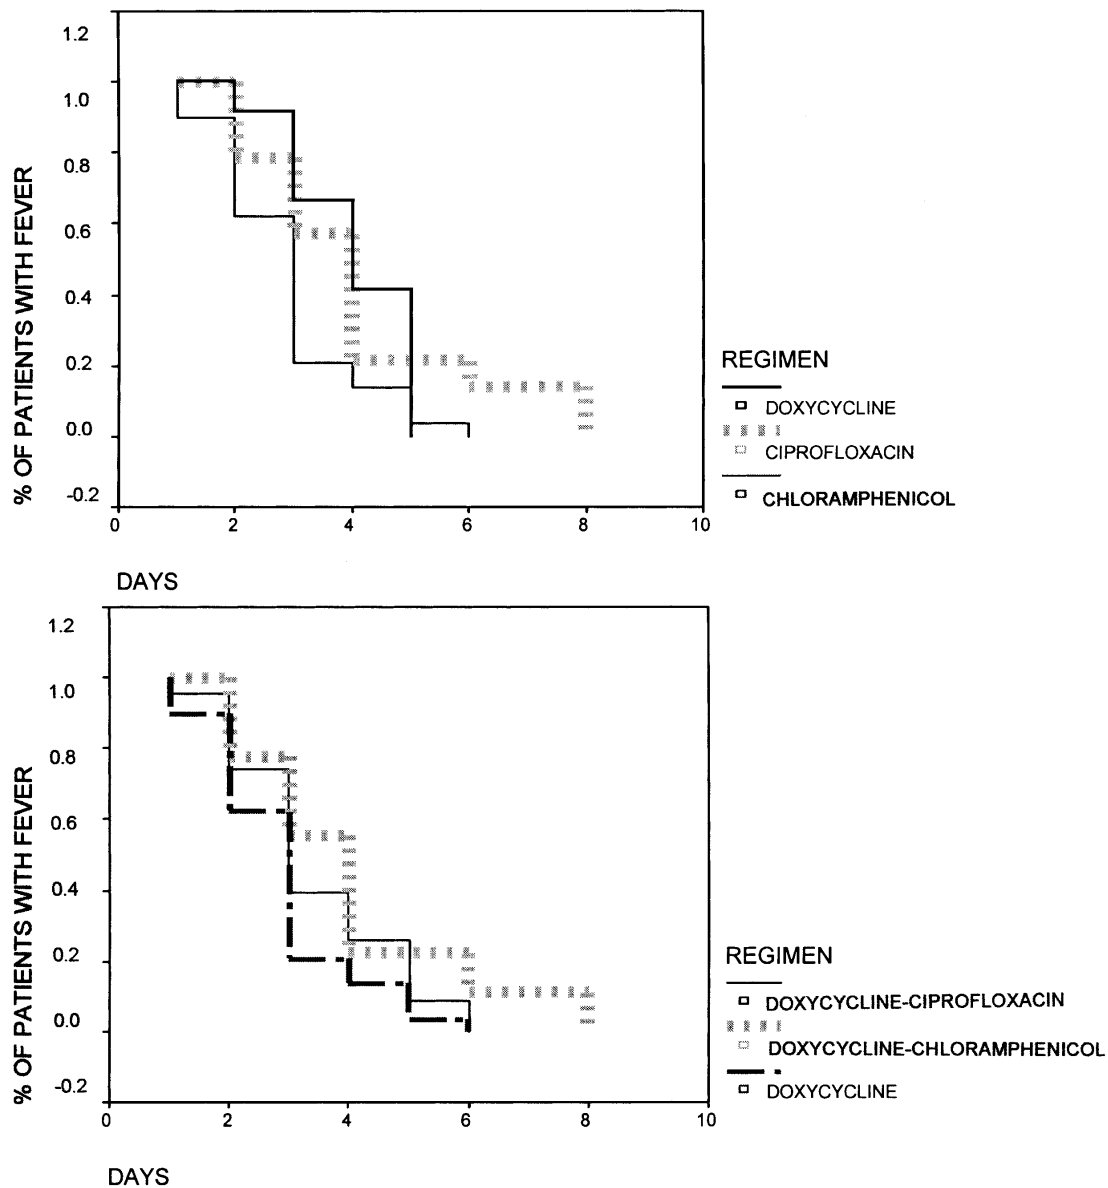 1.2
1.0
0.8
0.6
0.4
0.2
0.0
-0.2
% OF PATIENTS WITH FEVER
0 2 4 6 8 10
DAYS
REGIMEN
DOXYCYCLINE
CIPROFLOXACIN
CHLORAMPHENICOL
1.2
1.0
0.8
0.6
0.4
0.2
0.0
-0.2
% OF PATIENTS WITH FEVER
0 2 4 6 8 10
DAYS
REGIMEN
DOXYCYCLINE-CIPROFLOXACIN
DOXYCYCLINE-CHLORAMPHENICOL
DOXYCYCLINE